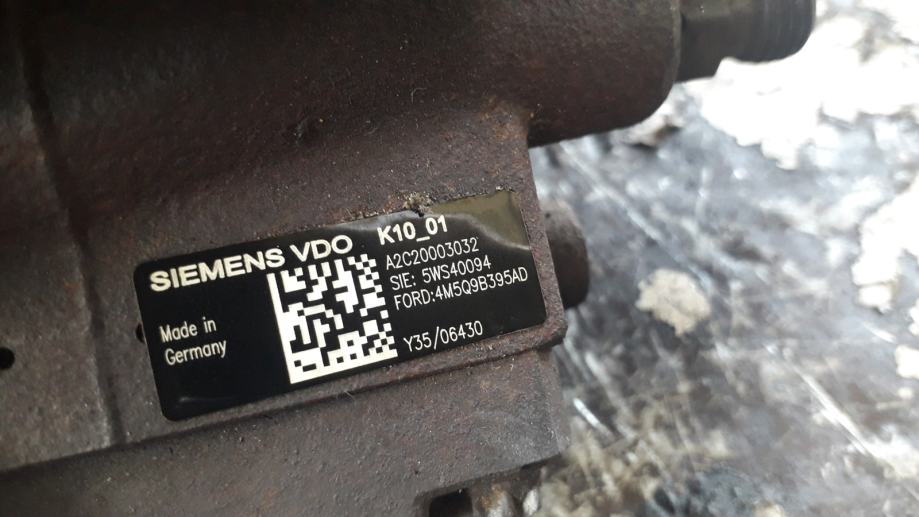 SIEMENS VDO
K10_01
A2C20003032
SIE: 5WS40094
FORD:4M5Q9B395AD
Made in
Germany
Y35/06430